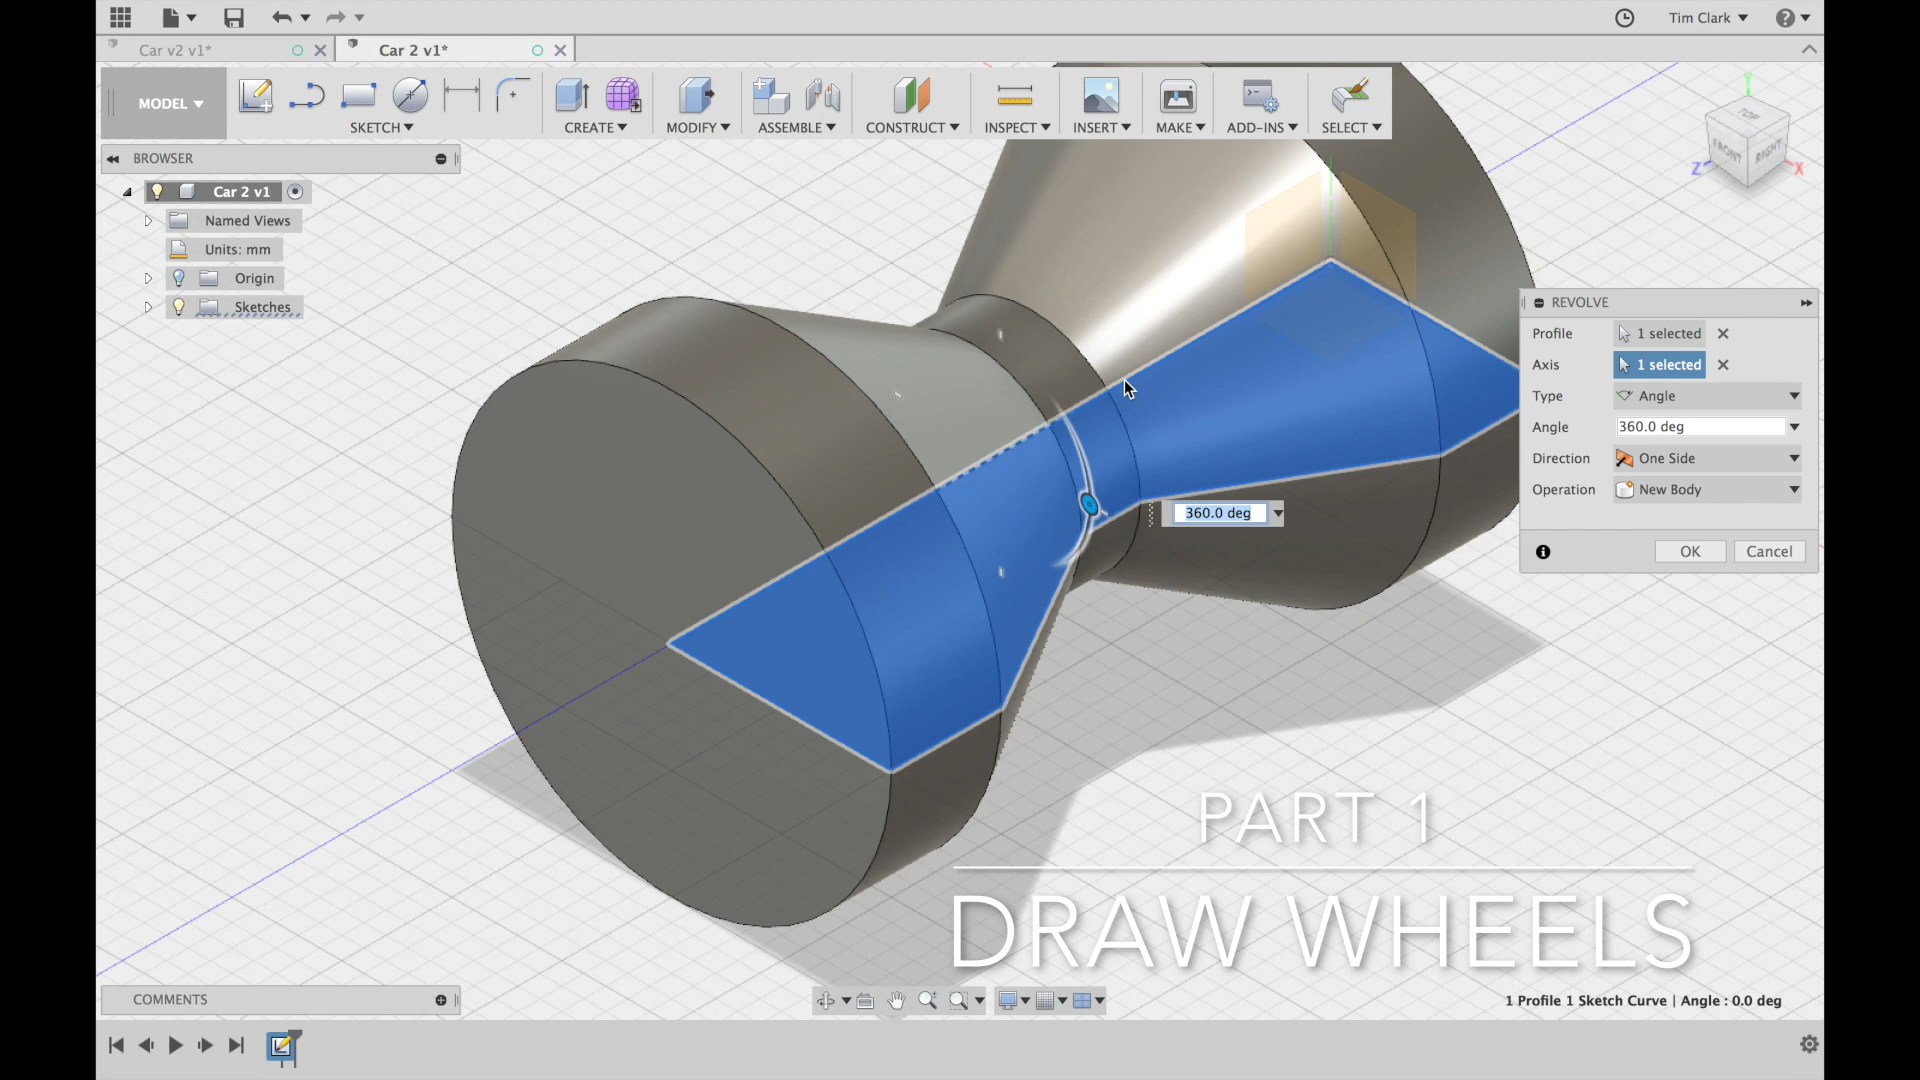 Tim Clark
Car v2 v1*
Car 2 v1*
MODEL
SKETCH
CREATE
MODIFY
ASSEMBLE
CONSTRUCT
INSPECT
INSERT
MAKE
ADD-INS
SELECT
BROWSER
Car 2 v1
Named Views
Units: mm
Origin
Sketches
Y
TOP
FRONT
RIGHT
Z
X
REVOLVE
Profile
1 selected
Axis
1 selected
Type
Angle
Angle
360.0 deg
Direction
One Side
Operation
New Body
OK
Cancel
360.0 deg
PART 1
DRAW WHEELS
COMMENTS
1 Profile 1 Sketch Curve | Angle : 0.0 deg